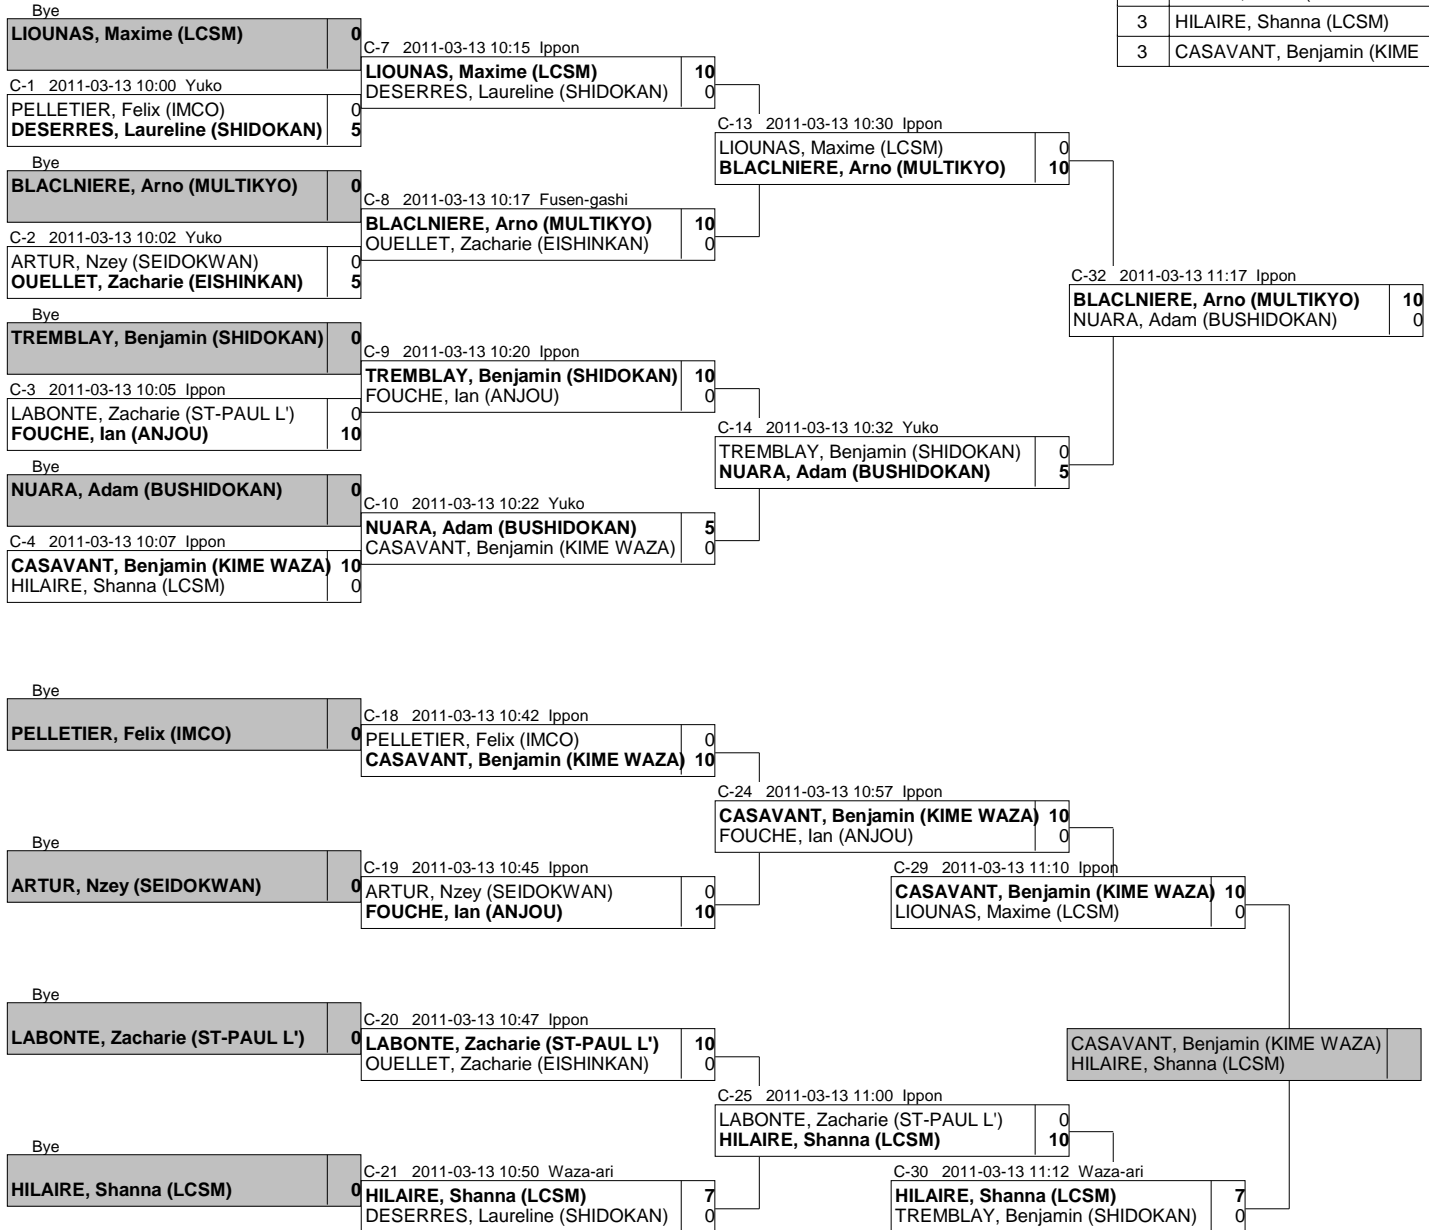 3 HILAIRE, Shanna (LCSM)
3 CASAVANT, Benjamin (KIME
Bye
LIOUNAS, Maxime (LCSM) 0
C-1 2011-03-13 10:00 Yuko
PELLETIER, Felix (IMCO) 0
DESERRES, Laureline (SHIDOKAN) 5
Bye
BLACLNIERE, Arno (MULTIKYO) 0
C-2 2011-03-13 10:02 Yuko
ARTUR, Nzey (SEIDOKWAN) 0
OUELLET, Zacharie (EISHINKAN) 5
Bye
TREMBLAY, Benjamin (SHIDOKAN) 0
C-3 2011-03-13 10:05 Ippon
LABONTE, Zacharie (ST-PAUL L') 0
FOUCHE, Ian (ANJOU) 10
Bye
NUARA, Adam (BUSHIDOKAN) 0
C-4 2011-03-13 10:07 Ippon
CASAVANT, Benjamin (KIME WAZA) 10
HILAIRE, Shanna (LCSM) 0
C-7 2011-03-13 10:15 Ippon
LIOUNAS, Maxime (LCSM) 10
DESERRES, Laureline (SHIDOKAN) 0
C-8 2011-03-13 10:17 Fusen-gashi
BLACLNIERE, Arno (MULTIKYO) 10
OUELLET, Zacharie (EISHINKAN) 0
C-9 2011-03-13 10:20 Ippon
TREMBLAY, Benjamin (SHIDOKAN) 10
FOUCHE, Ian (ANJOU) 0
C-10 2011-03-13 10:22 Yuko
NUARA, Adam (BUSHIDOKAN) 5
CASAVANT, Benjamin (KIME WAZA) 0
C-13 2011-03-13 10:30 Ippon
LIOUNAS, Maxime (LCSM) 0
BLACLNIERE, Arno (MULTIKYO) 10
C-14 2011-03-13 10:32 Yuko
TREMBLAY, Benjamin (SHIDOKAN) 0
NUARA, Adam (BUSHIDOKAN) 5
C-32 2011-03-13 11:17 Ippon
BLACLNIERE, Arno (MULTIKYO) 10
NUARA, Adam (BUSHIDOKAN) 0
Bye
PELLETIER, Felix (IMCO) 0
Bye
ARTUR, Nzey (SEIDOKWAN) 0
Bye
LABONTE, Zacharie (ST-PAUL L') 0
Bye
HILAIRE, Shanna (LCSM) 0
C-18 2011-03-13 10:42 Ippon
PELLETIER, Felix (IMCO) 0
CASAVANT, Benjamin (KIME WAZA) 10
C-19 2011-03-13 10:45 Ippon
ARTUR, Nzey (SEIDOKWAN) 0
FOUCHE, Ian (ANJOU) 10
C-20 2011-03-13 10:47 Ippon
LABONTE, Zacharie (ST-PAUL L') 10
OUELLET, Zacharie (EISHINKAN) 0
C-21 2011-03-13 10:50 Waza-ari
HILAIRE, Shanna (LCSM) 7
DESERRES, Laureline (SHIDOKAN) 0
C-24 2011-03-13 10:57 Ippon
CASAVANT, Benjamin (KIME WAZA) 10
FOUCHE, Ian (ANJOU) 0
C-25 2011-03-13 11:00 Ippon
LABONTE, Zacharie (ST-PAUL L') 0
HILAIRE, Shanna (LCSM) 10
C-29 2011-03-13 11:10 Ippon
CASAVANT, Benjamin (KIME WAZA) 10
LIOUNAS, Maxime (LCSM) 0
C-30 2011-03-13 11:12 Waza-ari
HILAIRE, Shanna (LCSM) 7
TREMBLAY, Benjamin (SHIDOKAN) 0
CASAVANT, Benjamin (KIME WAZA)
HILAIRE, Shanna (LCSM)